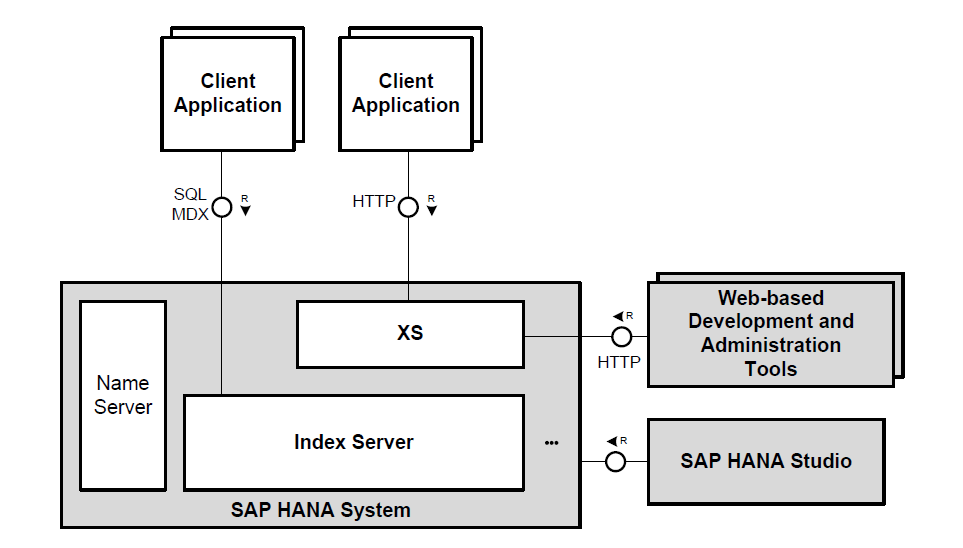 Client
Application
Client
Application
SQL
MDX
R
HTTP
R
Name
Server
XS
Index Server
...
SAP HANA System
R
HTTP
Web-based
Development and
Administration
Tools
R
SAP HANA Studio